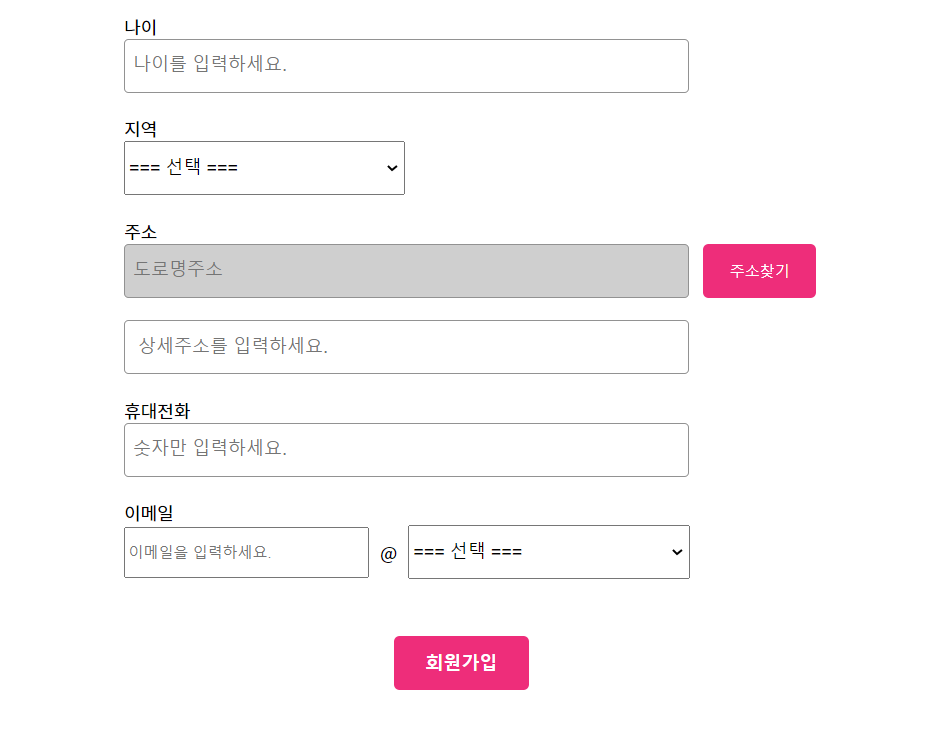 나이
나이를 입력하세요.
지역
=== 선택 ===
주소
도로명주소
주소찾기
상세주소를 입력하세요.
휴대전화
숫자만 입력하세요.
이메일
이메일을 입력하세요. @ === 선택 ===
회원가입